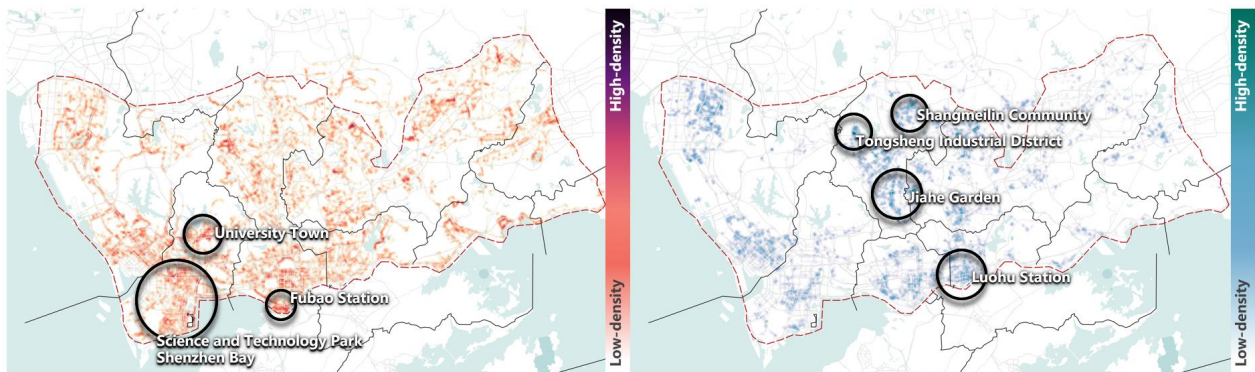 High-density
Low-density
University Town
Fubao Station
Science and Technology Park
Shenzhen Bay
High-density
Low-density
Shangmeilin Community
Tongsheng Industrial District
Jiahe Garden
Luohu Station